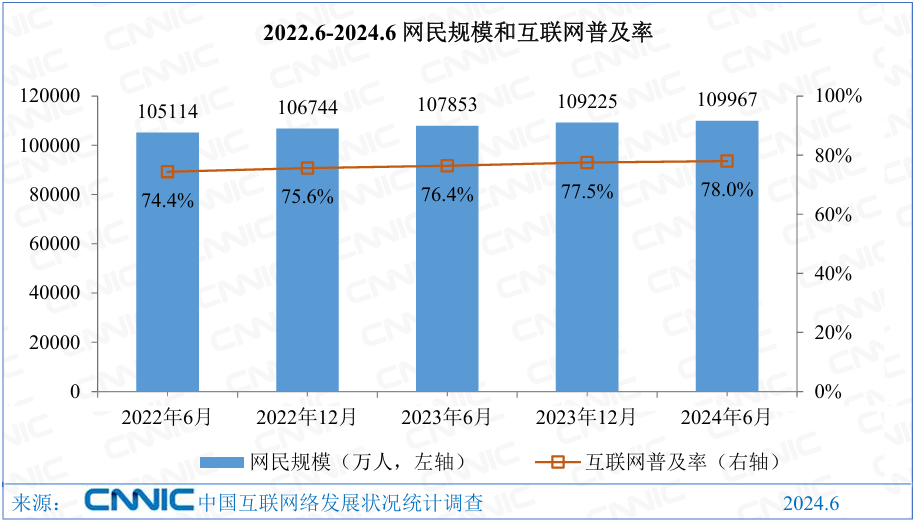 2022.6-2024.6 网民规模和互联网普及率
120000
100000
80000
60000
40000
20000
0
105114
106744
107853
109225
109967
74.4%
75.6%
76.4%
77.5%
78.0%
100%
80%
60%
40%
20%
0%
2022年6月
2022年12月
2023年6月
2023年12月
2024年6月
网民规模（万人，左轴）
互联网普及率（右轴）
来源： CNNIC 中国互联网络发展状况统计调查 2024.6